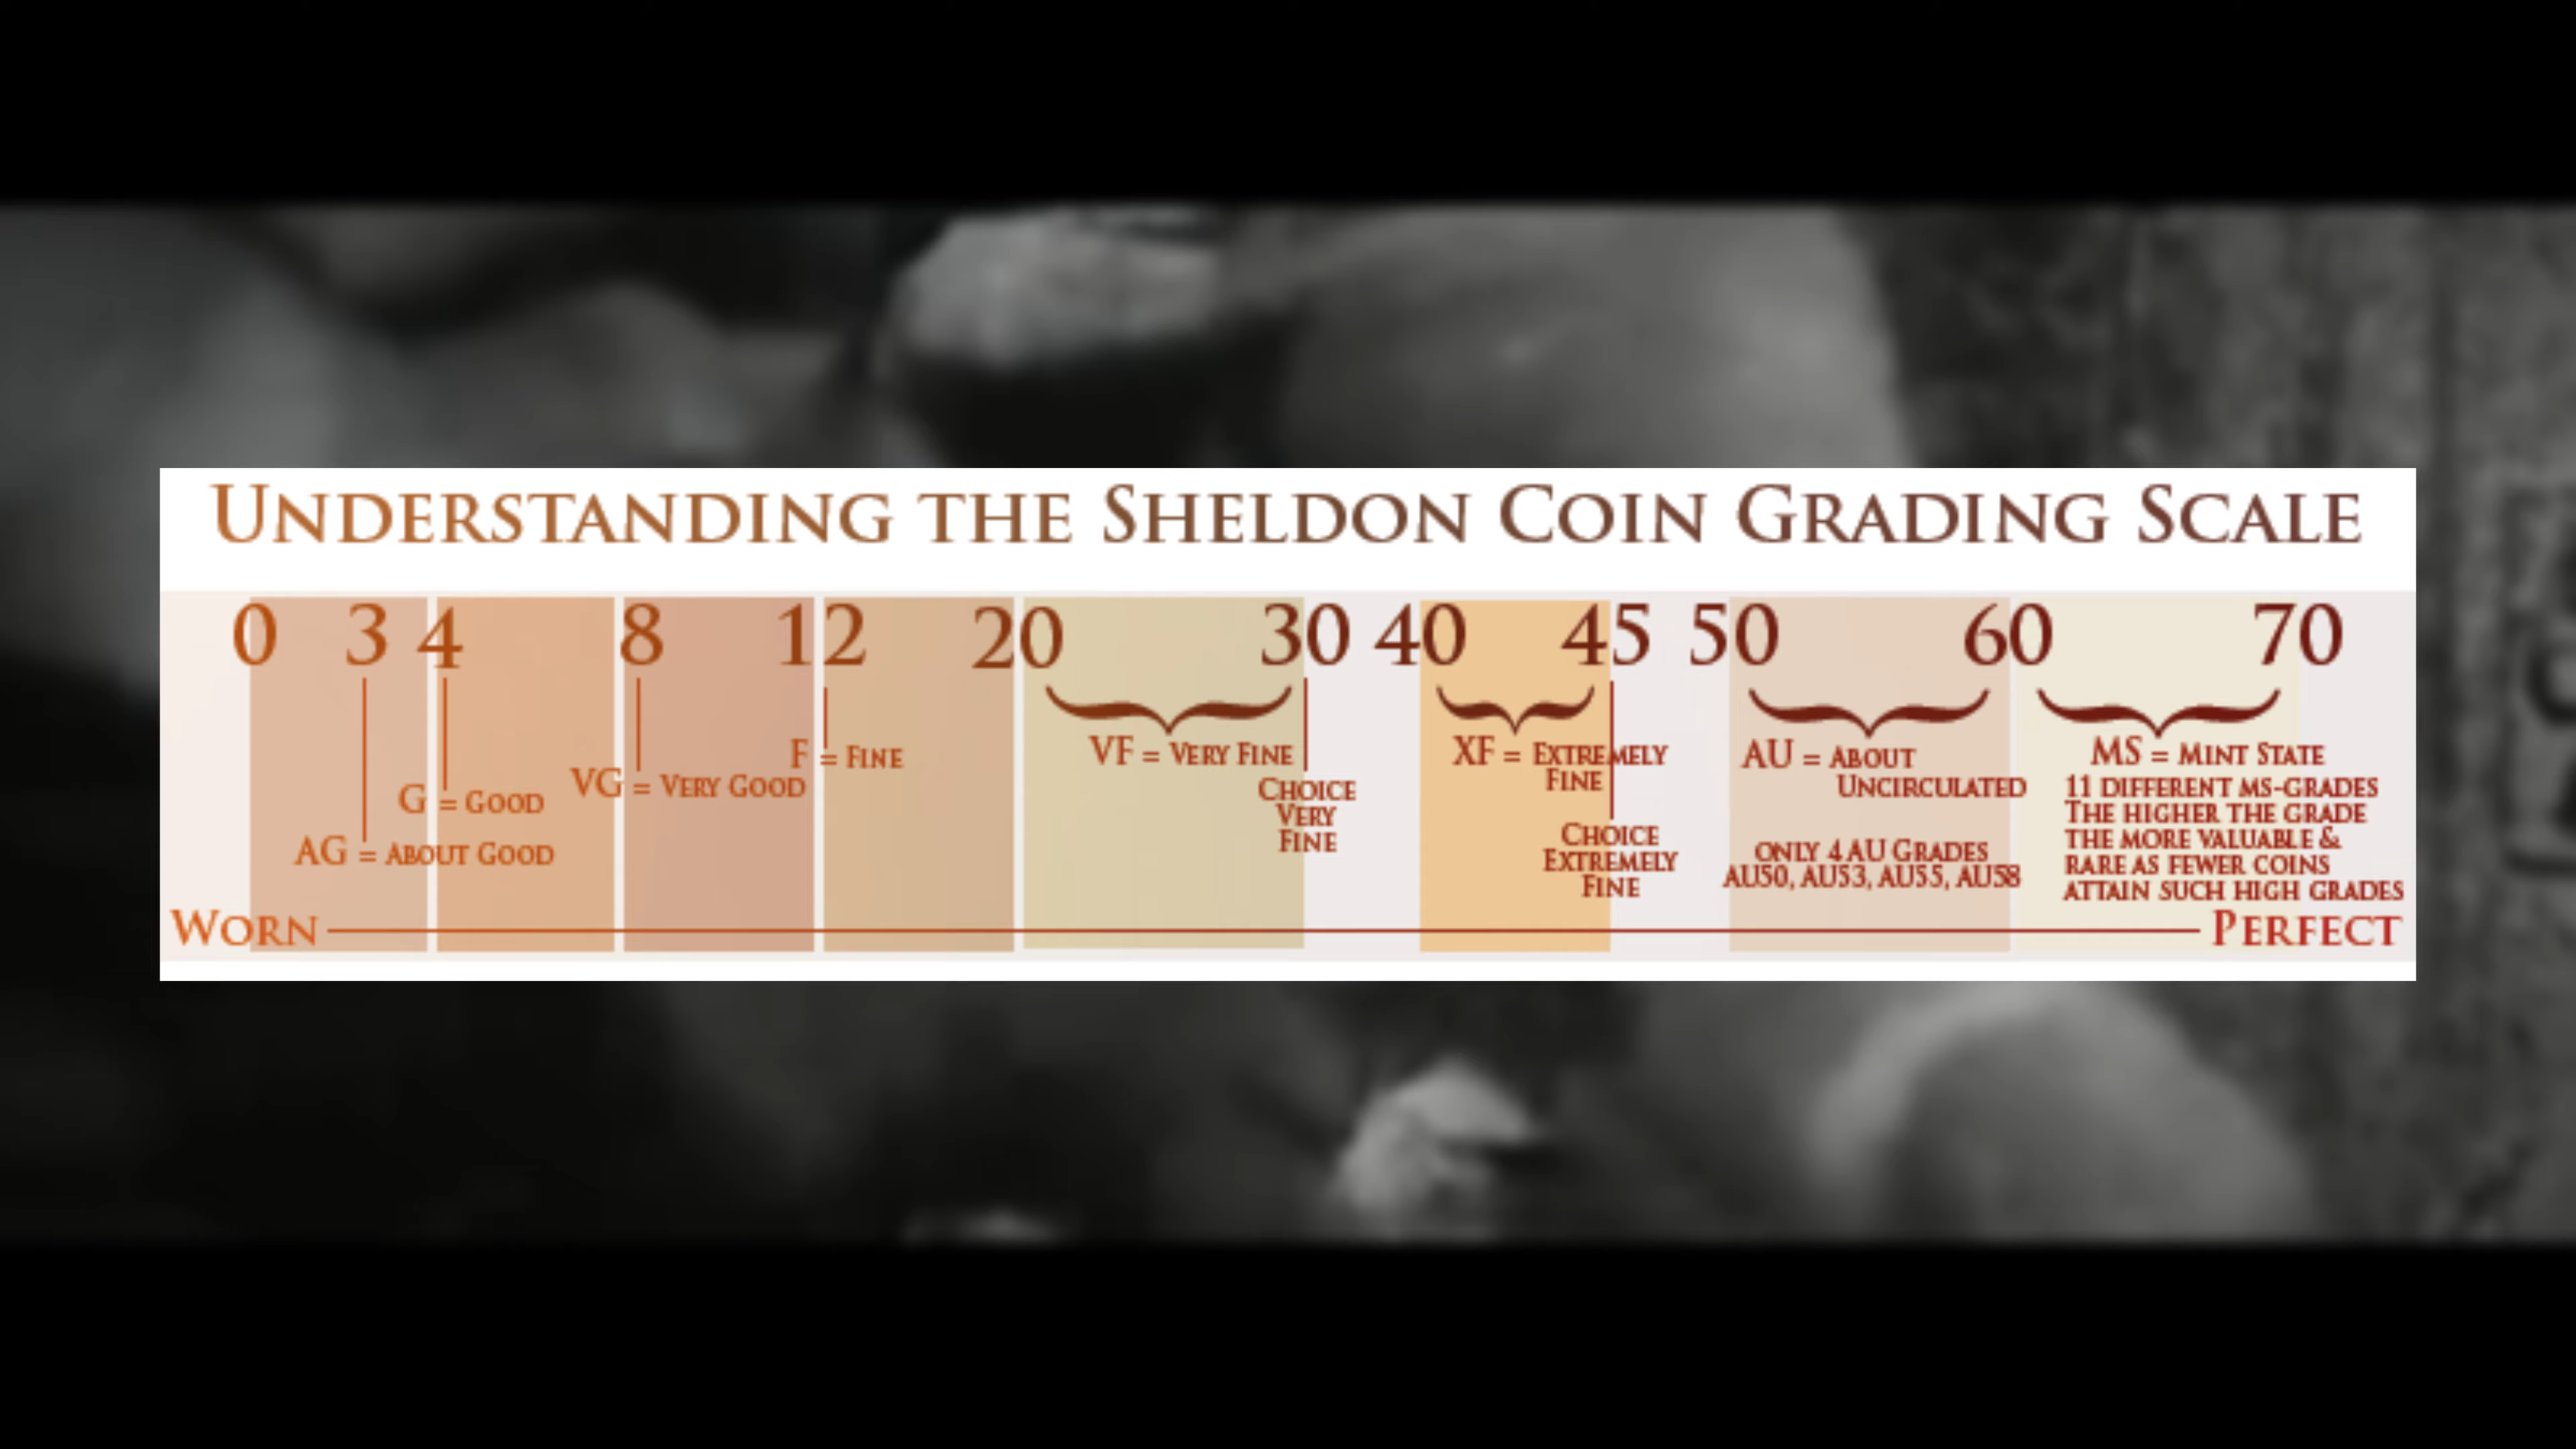 UNDERSTANDING THE SHELDON COIN GRADING SCALE
0 3 4 8 12 20 30 40 45 50 60 70
AG = ABOUT GOOD
G = GOOD
VG = VERY GOOD
F = FINE
VF = VERY FINE
CHOICE
VERY
FINE
XF = EXTREMELY
FINE
CHOICE
EXTREMELY
FINE
AU = ABOUT
UNCIRCULATED
ONLY 4 AU GRADES
AU50, AU53, AU55, AU58
MS = MINT STATE
11 DIFFERENT MS-GRADES
THE HIGHER THE GRADE
THE MORE VALUABLE &
RARE AS FEWER COINS
ATTAIN SUCH HIGH GRADES
WORN
PERFECT